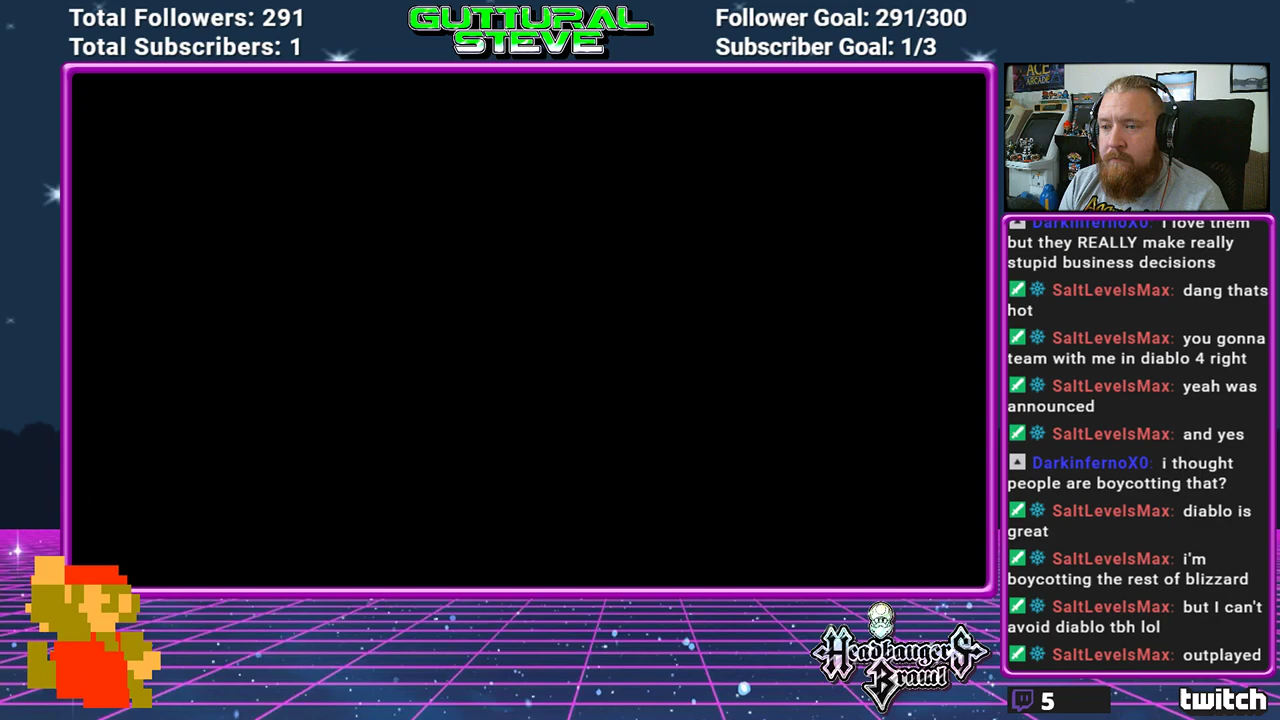 Total Followers: 291
Total Subscribers: 1
GUTTURAL
STEVE
Follower Goal: 291/300
Subscriber Goal: 1/3
ACE
ARCADE
DarkinfernoX0: i love them
but they REALLY make really
stupid business decisions
SaltLevelsMax: dang thats
hot
SaltLevelsMax: you gonna
team with me in diablo 4 right
SaltLevelsMax: yeah was
announced
SaltLevelsMax: and yes
DarkinfernoX0: i thought
people are boycotting that?
SaltLevelsMax: diablo is
great
SaltLevelsMax: i'm
boycotting the rest of blizzard
SaltLevelsMax: but I can't
avoid diablo tbh lol
SaltLevelsMax: outplayed
Headbangers
Brawl
5
twitch